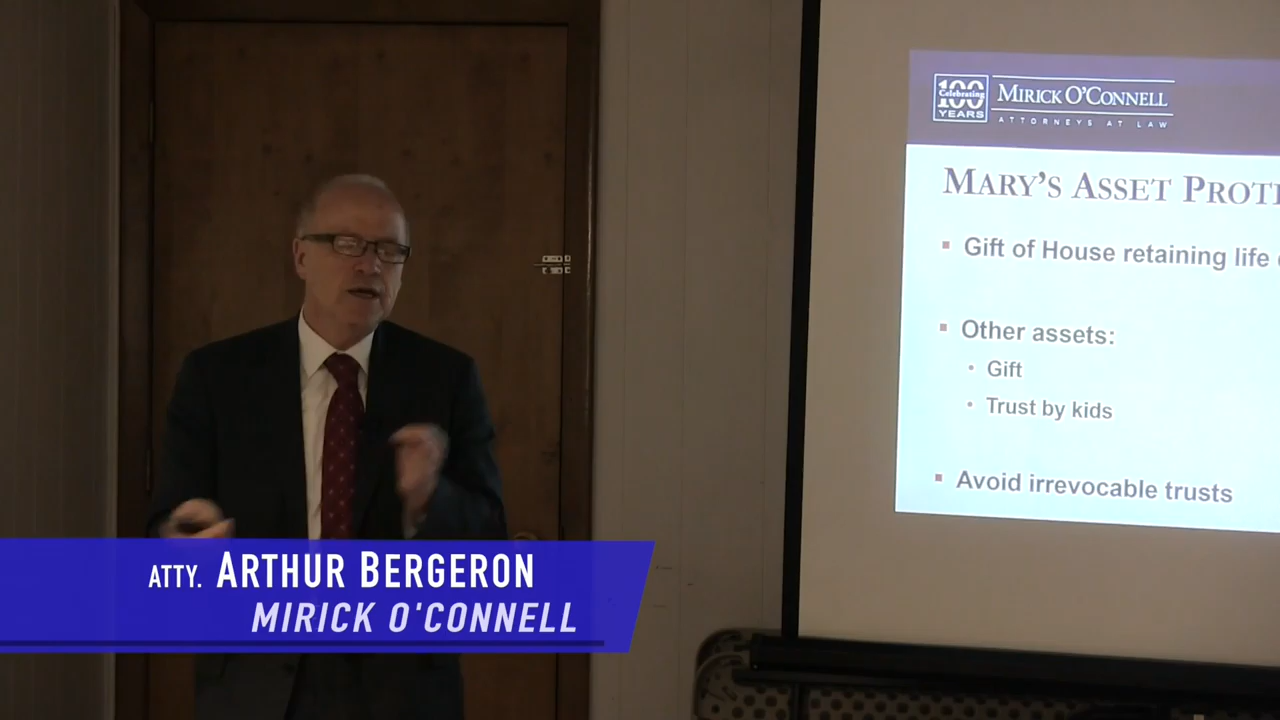 Celebrating
100
YEARS
MIRICK O'CONNELL
ATTORNEYS AT LAW
MARY'S ASSET
Gift of House retaining life
Other assets:
Gift
Trust by kids
Avoid irrevocable trusts
ATTY. ARTHUR BERGERON
MIRICK O'CONNELL